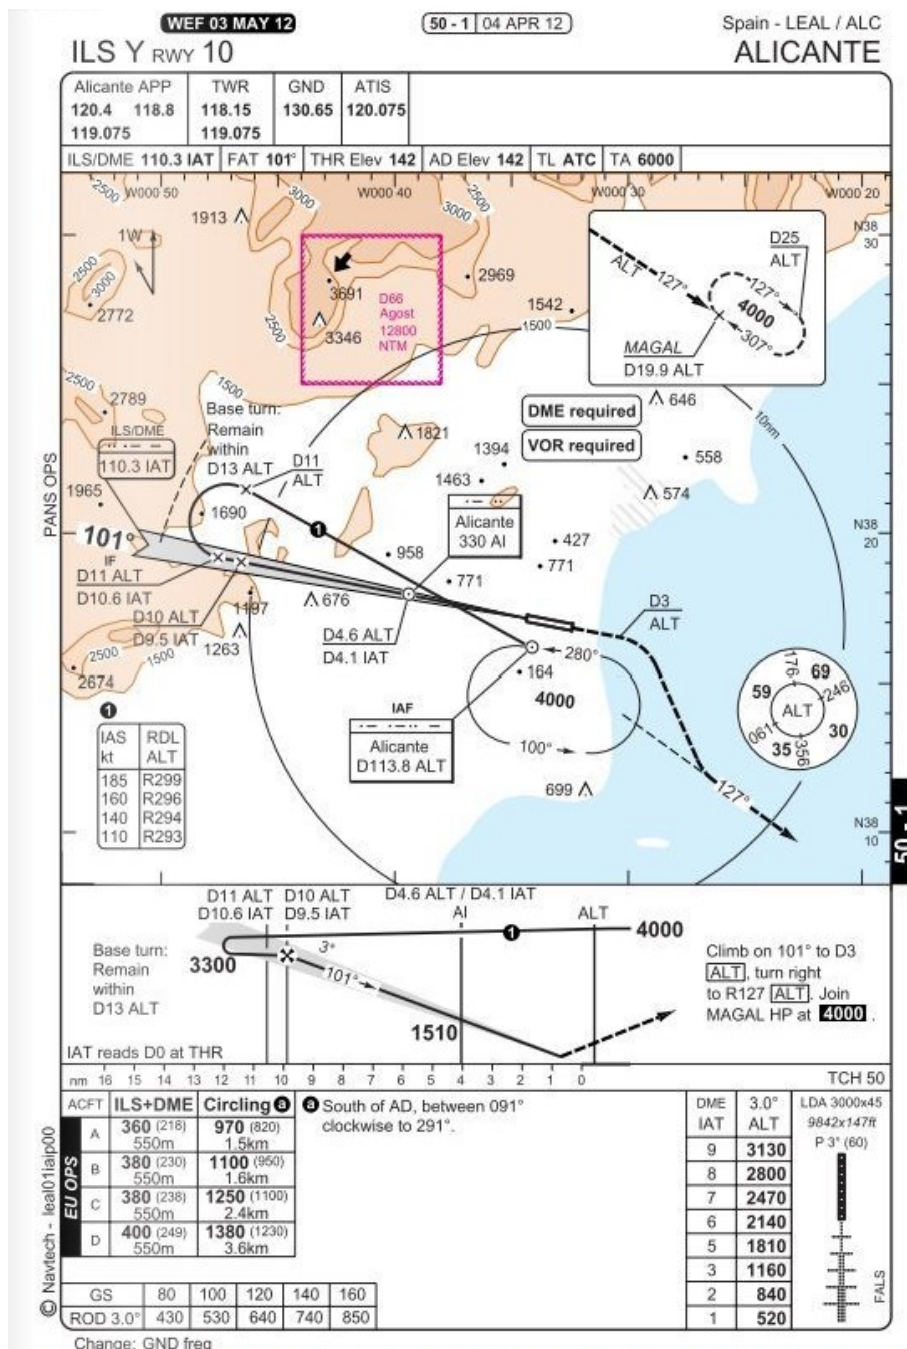 WEF 03 MAY 12
50 - 1 04 APR 12
Spain - LEAL / ALC
ILS Y RWY 10
ALICANTE
Alicante APP TWR GND ATIS
120.4 118.8 118.15 130.65 120.075
119.075 119.075
ILS/DME 110.3 IAT FAT 101° THR Elev 142 AD Elev 142 TL ATC TA 6000
2500 W000 50 W000 40 2500 W000 30 W000 20
3000 3000
1913
N38
30
1W
D25
ALT
ALT 127° 127°
2500
3000
2969
3691
D66
Agost
12800
NTM
4000
2772
1542
307°
2500
3346
1500
MAGAL
D19.9 ALT
2500
1500
2789
646
Base turn:
Remain
within
D13 ALT
DME required
10nm
ILS/DME
110.3 IAT
1821
VOR required
D11
ALT
1394
558
PANS OPS
1965
1463
574
1690
Alicante
330 AI
1
101°
N38
20
427
IF
958
D11 ALT
D10.6 IAT
771
771
D10 ALT
D9.5 IAT
1197
676
D3
ALT
1263
D4.6 ALT
D4.1 IAT
2500
1500
280°
2674
164
176
69
59
246
IAF
4000
ALT
1
061
30
35
356
Alicante
D113.8 ALT
100°
IAS RDL
kt ALT
185 R299
160 R296
140 R294
110 R293
699
127°
N38
10
50 - 1
D11 ALT D10 ALT D4.6 ALT / D4.1 IAT
D10.6 IAT D9.5 IAT AI ALT
1 4000
Base turn:
Remain
within
D13 ALT
3300
3°
101°
1510
Climb on 101° to D3
ALT, turn right
to R127 ALT. Join
MAGAL HP at 4000.
IAT reads D0 at THR
nm 16 15 14 13 12 11 10 9 8 7 6 5 4 3 2 1 0
TCH 50
ACFT ILS+DME Circling a
EU OPS
A 360 (218) 970 (820)
550m 1.5km
B 380 (230) 1100 (950)
550m 1.6km
C 380 (238) 1250 (1100)
550m 2.4km
D 400 (249) 1380 (1230)
550m 3.6km
a South of AD, between 091°
clockwise to 291°.
DME 3.0°
IAT ALT
9 3130
8 2800
7 2470
6 2140
5 1810
3 1160
2 840
1 520
LDA 3000x45
9842x147ft
P 3° (60)
FALS
GS 80 100 120 140 160
ROD 3.0° 430 530 640 740 850
© Navtech - leal01iaip00
Change: GND freq